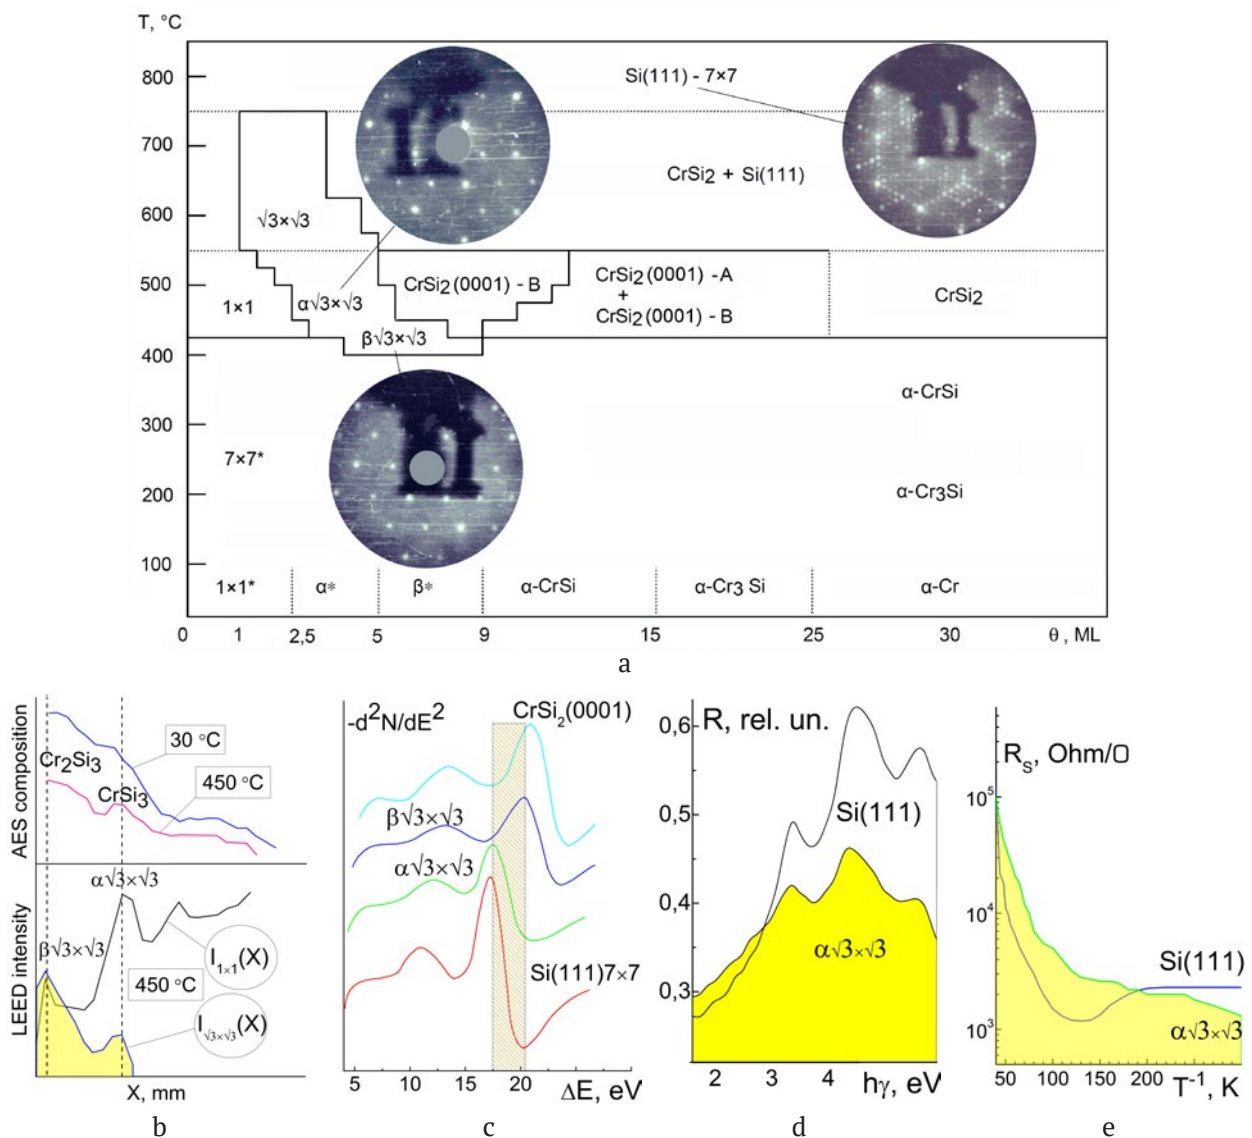 T, °C
800
700
600
500
400
300
200
100
Si(111) - 7×7
CrSi2 + Si(111)
√3×√3
1×1
α√3×√3
CrSi2(0001) - B
β√3×√3
CrSi2(0001) -A
+
CrSi2(0001) - B
CrSi2
α-CrSi
7×7*
α-Cr3Si
1×1*
α*
β*
α-CrSi
α-Cr3 Si
α-Cr
0 1 2,5 5 9 15 25 30 θ , ML
a
AES composition
Cr2Si3
30 °C
CrSi3
450 °C
LEED intensity
α√3×√3
β√3×√3
I1×1(X)
450 °C
I√3×√3(X)
X, mm
b
-d²N/dE²
CrSi2(0001)
β√3×√3
α√3×√3
Si(111)7×7
5 10 15 20
ΔE, eV
c
R, rel. un.
0,6
0,5
0,4
0,3
Si(111)
α√3×√3
2 3 4
hγ, eV
d
RS, Ohm/□
10⁵
10⁴
10³
Si(111)
α√3×√3
50 100 150 200
T⁻¹, K
e